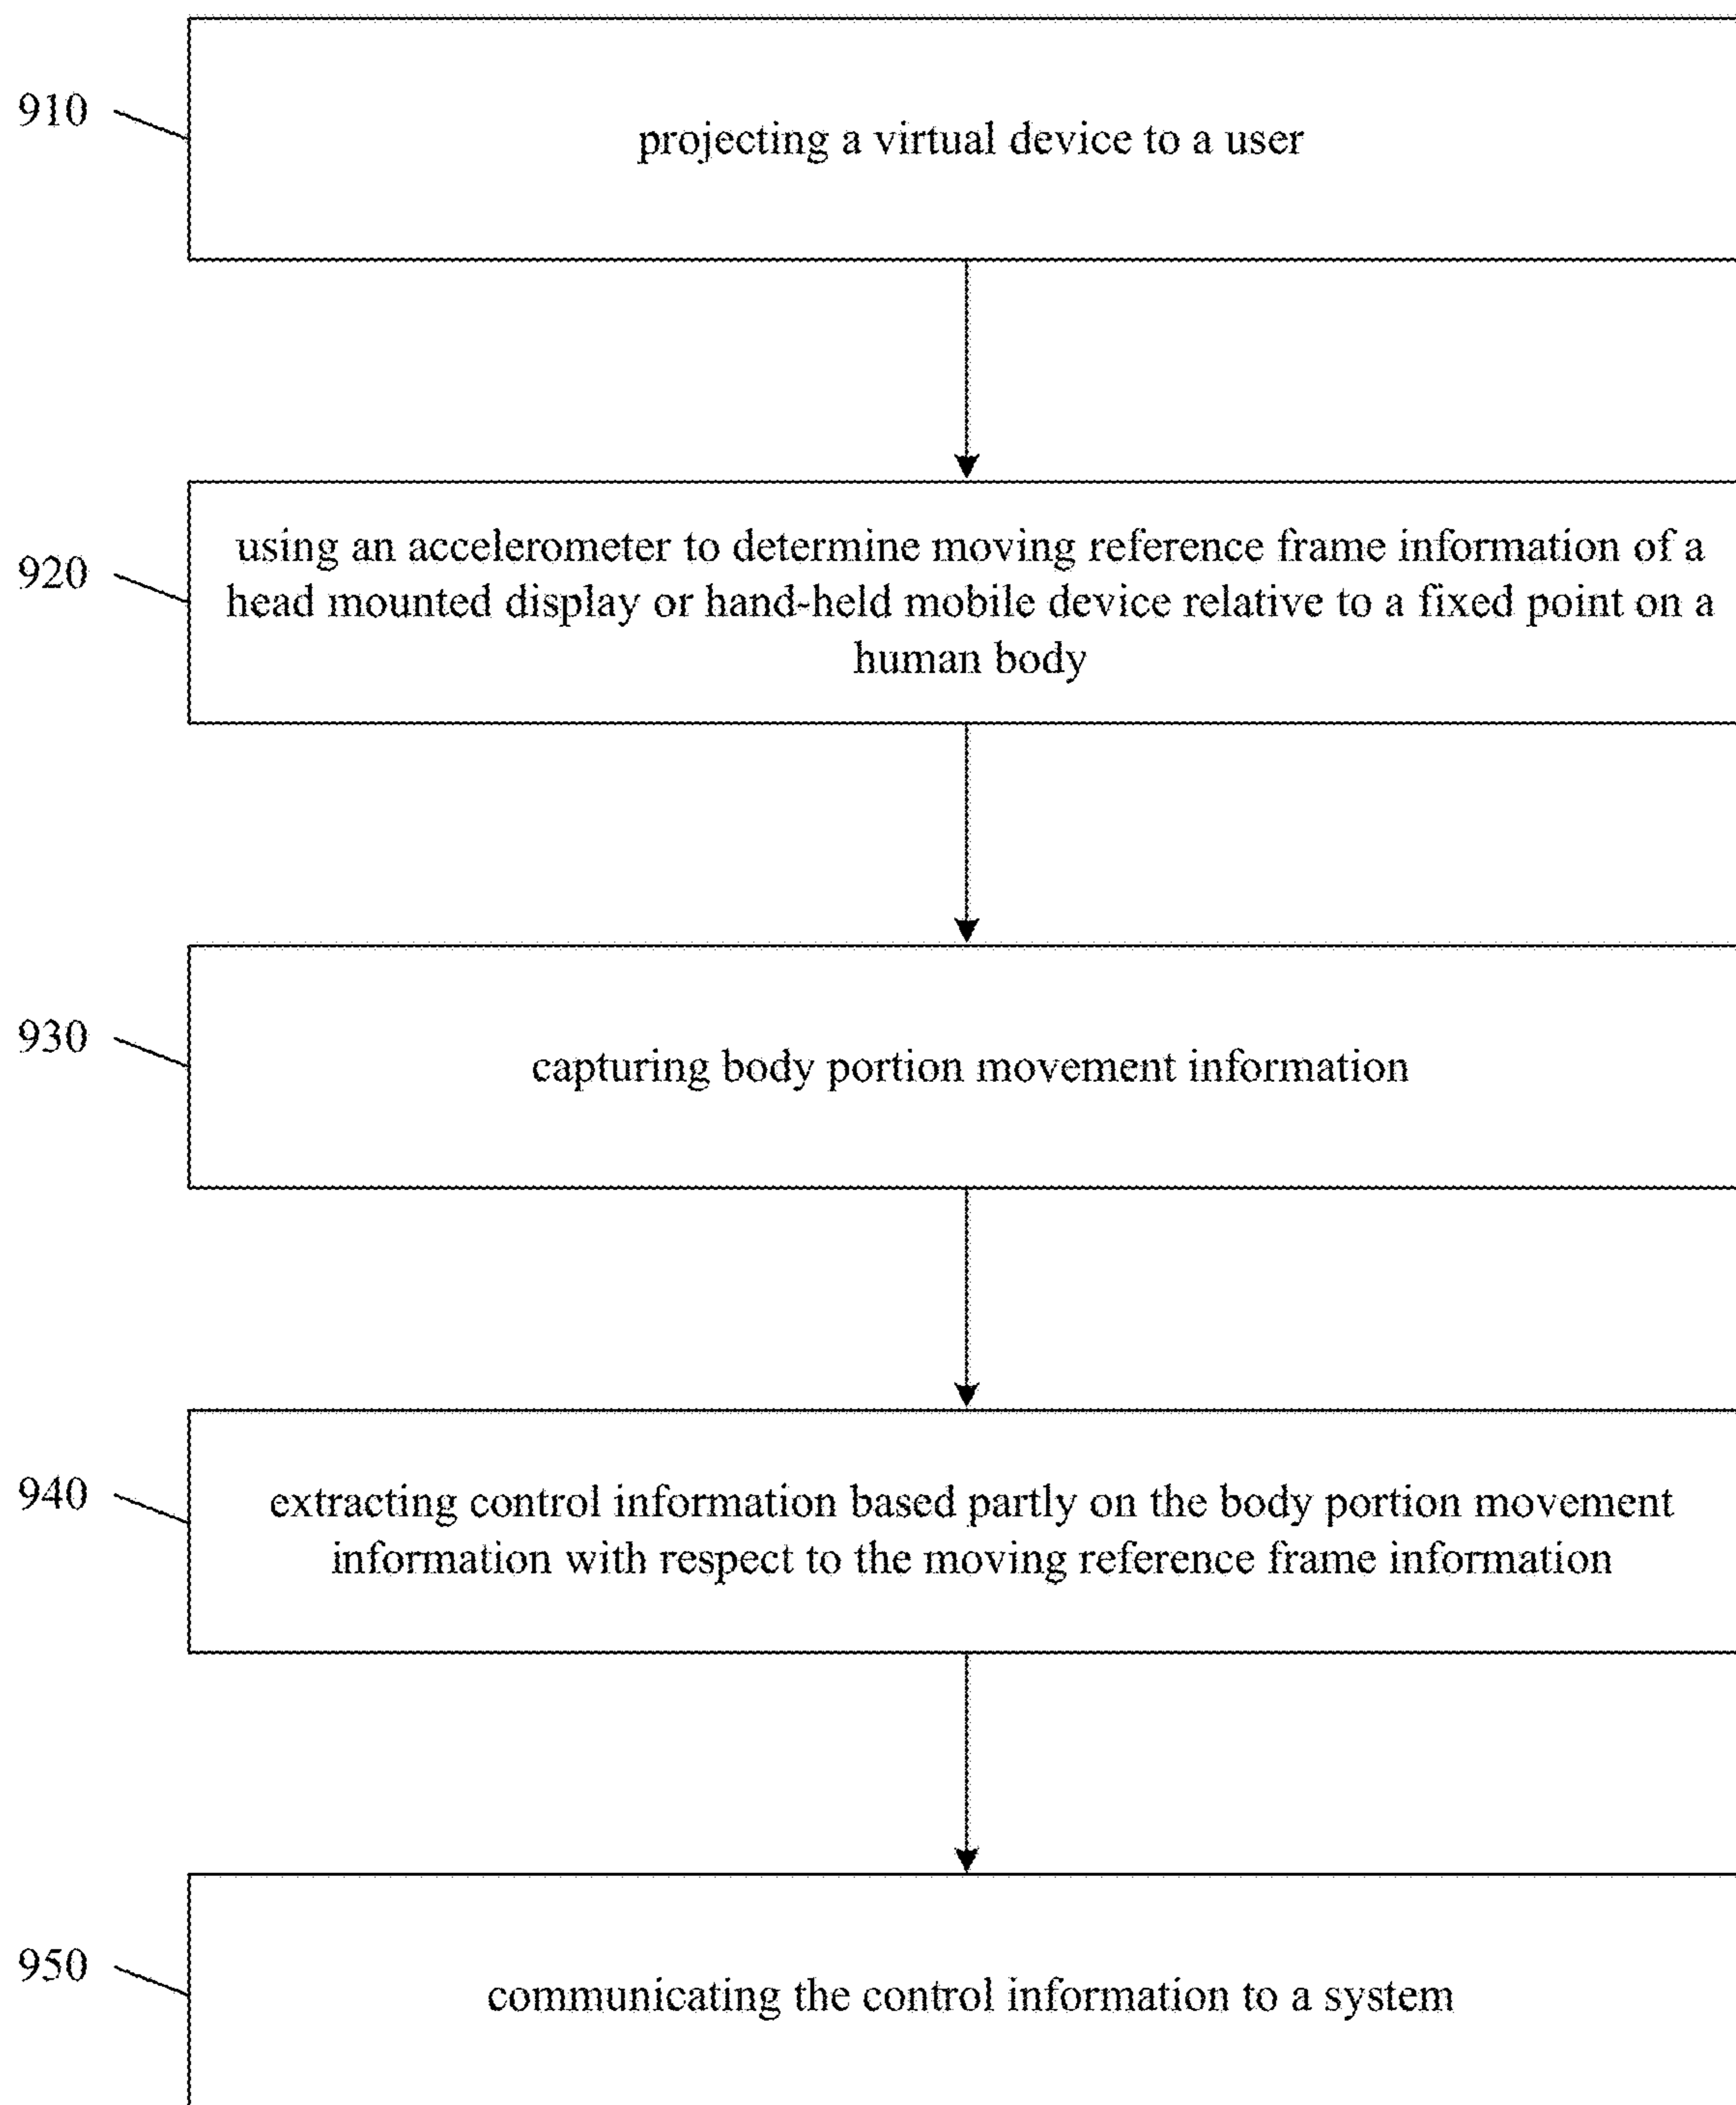 910
projecting a virtual device to a user
920
using an accelerometer to determine moving reference frame information of a
head mounted display or hand-held mobile device relative to a fixed point on a
human body
930
capturing body portion movement information
940
extracting control information based partly on the body portion movement
information with respect to the moving reference frame information
950
communicating the control information to a system